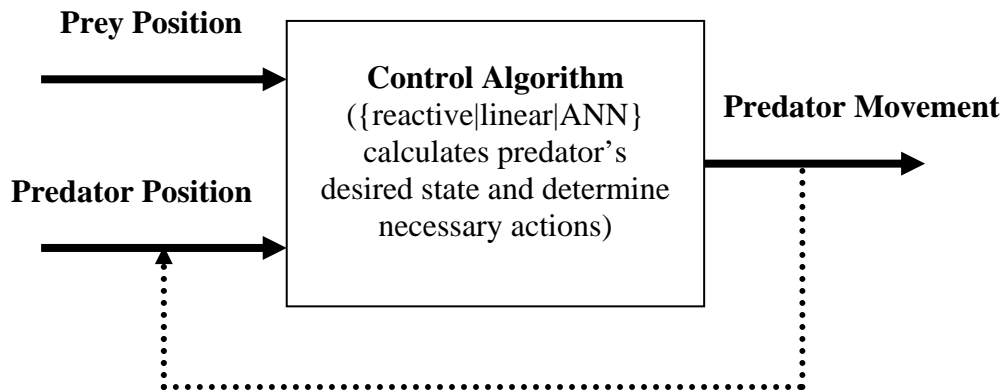 Prey Position
Predator Position
Control Algorithm
({reactive|linear|ANN}
calculates predator’s
desired state and determine
necessary actions)
Predator Movement